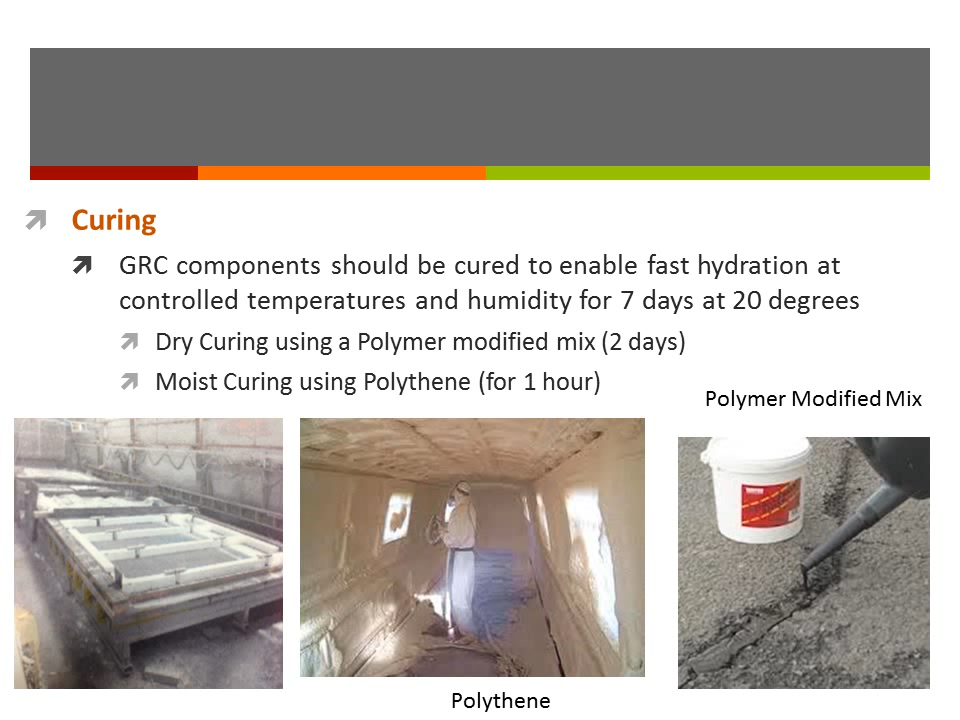 Curing
GRC components should be cured to enable fast hydration at
controlled temperatures and humidity for 7 days at 20 degrees
Dry Curing using a Polymer modified mix (2 days)
Moist Curing using Polythene (for 1 hour)
Polymer Modified Mix
Polythene